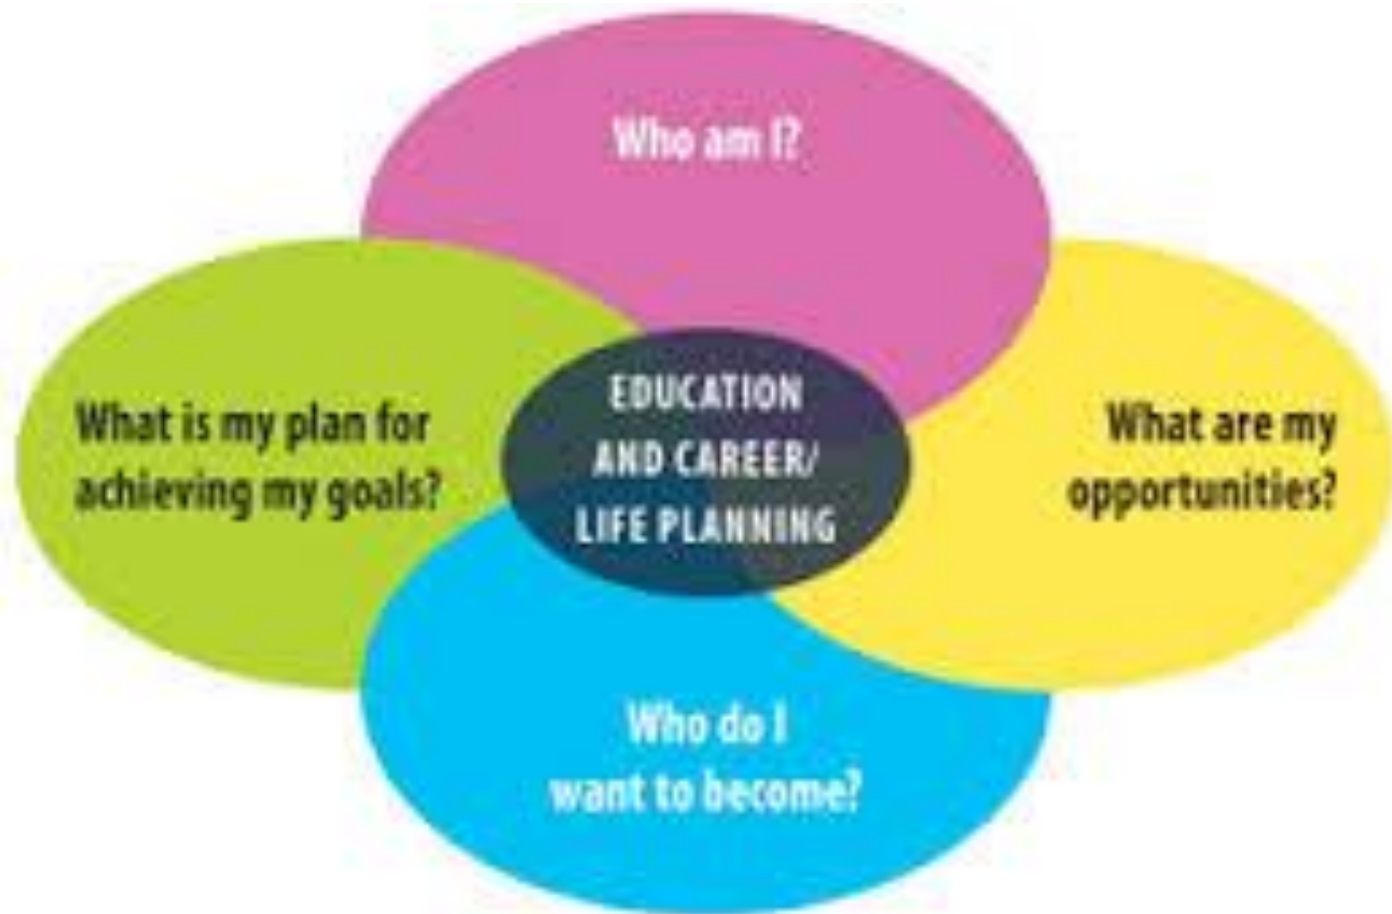 Who am I?
What is my plan for
achieving my goals?
EDUCATION
AND CAREER/
LIFE PLANNING
What are my
opportunities?
Who do I
want to become?